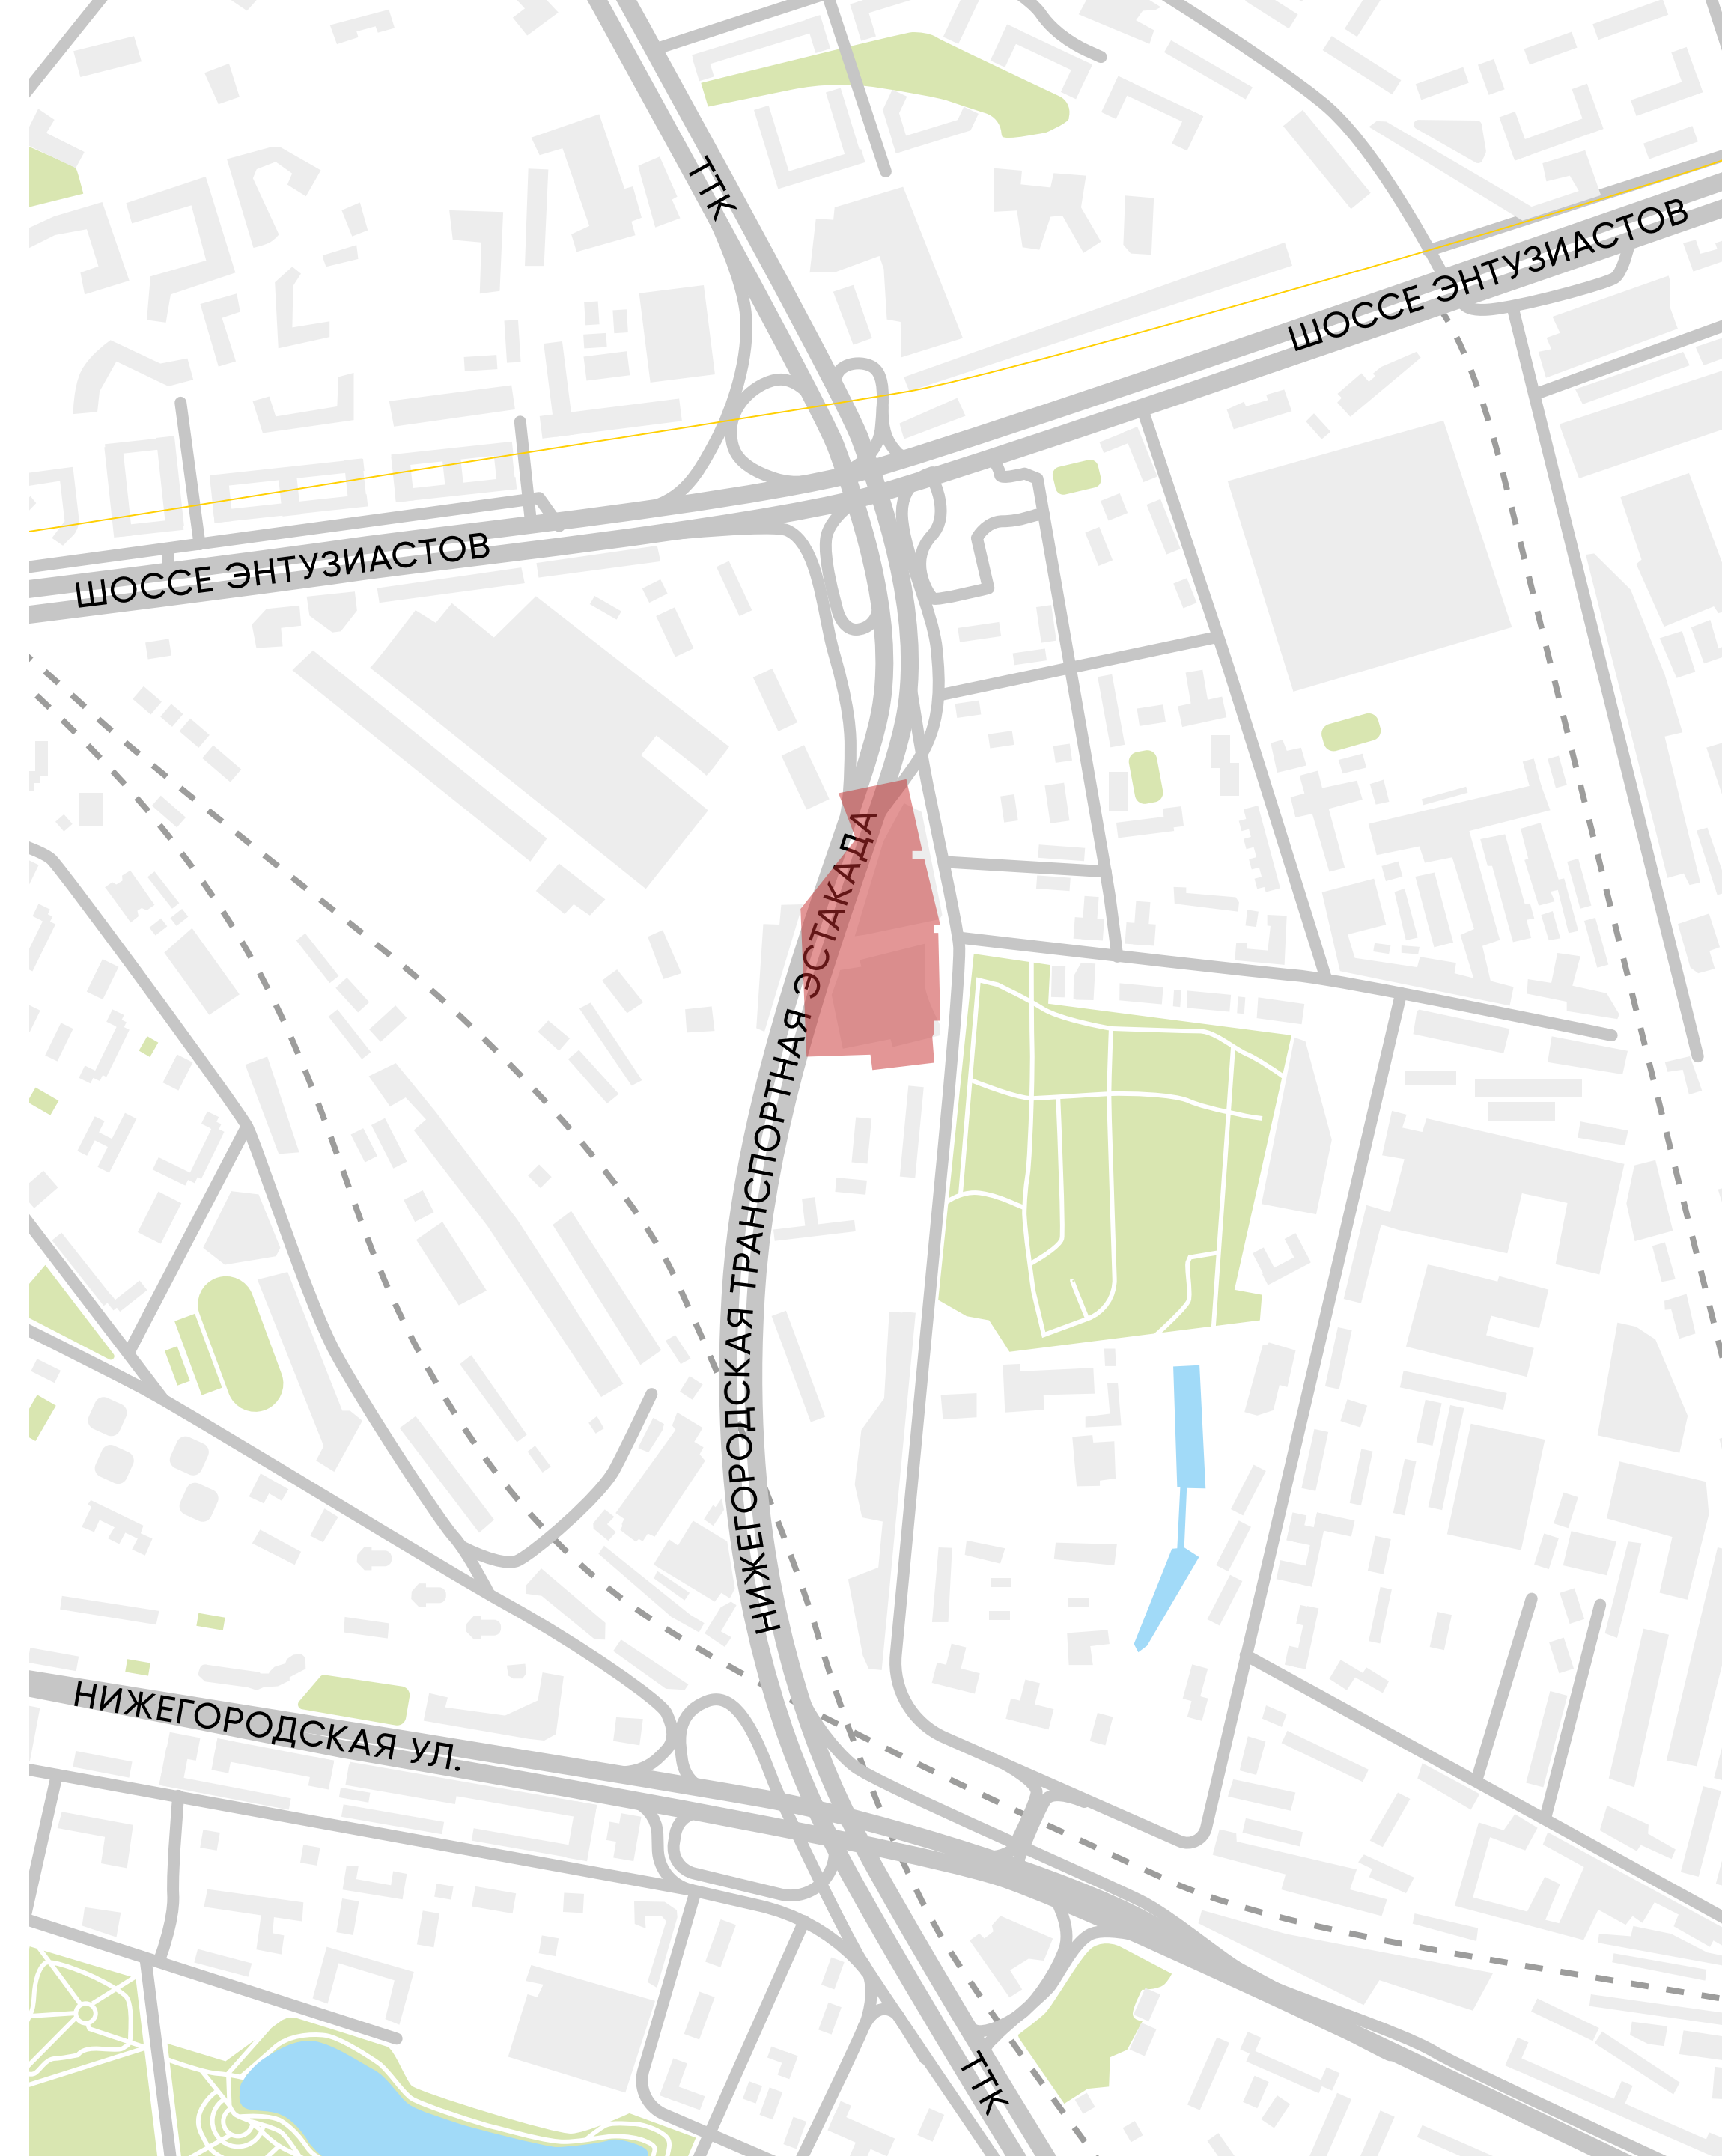 ТТК
ШОССЕ ЭНТУЗИАСТОВ
ШОССЕ ЭНТУЗИАСТОВ
НИЖЕГОРОДСКАЯ ТРАНСПОРТНАЯ ЭСТАКАДА
НИЖЕГОРОДСКАЯ УЛ.
ТТК